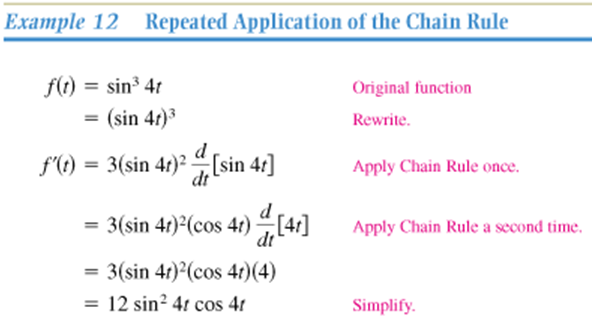 Example 12 Repeated Application of the Chain Rule
f(t) = sin³ 4t Original function
= (sin 4t)³ Rewrite.
f′(t) = 3(sin 4t)² d/dt [sin 4t] Apply Chain Rule once.
= 3(sin 4t)²(cos 4t) d/dt [4t] Apply Chain Rule a second time.
= 3(sin 4t)²(cos 4t)(4)
= 12 sin² 4t cos 4t Simplify.